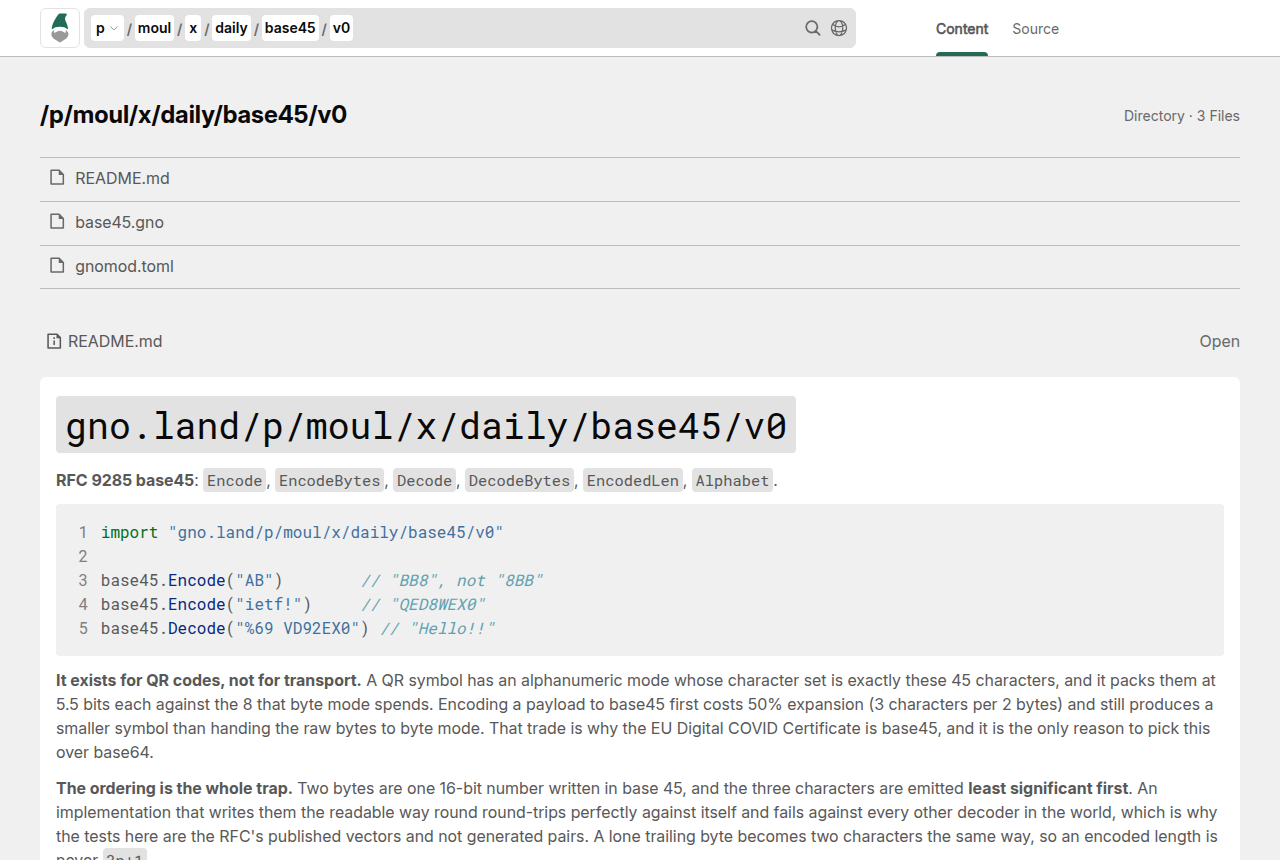 p / moul / x / daily / base45 / v0
Content Source
/p/moul/x/daily/base45/v0
Directory · 3 Files
README.md
base45.gno
gnomod.toml
README.md
Open
gno.land/p/moul/x/daily/base45/v0
RFC 9285 base45: Encode, EncodeBytes, Decode, DecodeBytes, EncodedLen, Alphabet.
1 import "gno.land/p/moul/x/daily/base45/v0"
2
3 base45.Encode("AB")        // "BB8", not "8BB"
4 base45.Encode("ietf!")     // "QED8WEX0"
5 base45.Decode("%69 VD92EX0") // "Hello!!"
It exists for QR codes, not for transport. A QR symbol has an alphanumeric mode whose character set is exactly these 45 characters, and it packs them at
5.5 bits each against the 8 that byte mode spends. Encoding a payload to base45 first costs 50% expansion (3 characters per 2 bytes) and still produces a
smaller symbol than handing the raw bytes to byte mode. That trade is why the EU Digital COVID Certificate is base45, and it is the only reason to pick this
over base64.
The ordering is the whole trap. Two bytes are one 16-bit number written in base 45, and the three characters are emitted least significant first. An
implementation that writes them the readable way round round-trips perfectly against itself and fails against every other decoder in the world, which is why
the tests here are the RFC's published vectors and not generated pairs. A lone trailing byte becomes two characters the same way, so an encoded length is
never 3n+1